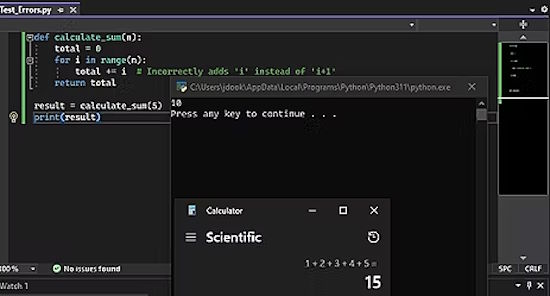 Test_Errors.py
def calculate_sum(n):
total = 0
for i in range(n):
total += i # Incorrectly adds 'i' instead of 'i+1'
return total
result = calculate_sum(5)
print(result)
C:\Users\jdook\AppData\Local\Programs\Python\Python311\python.exe
10
Press any key to continue . . .
Calculator
Scientific
1 + 2 + 3 + 4 + 5 =
15
No issues found
SPC CRLF
Watch 1